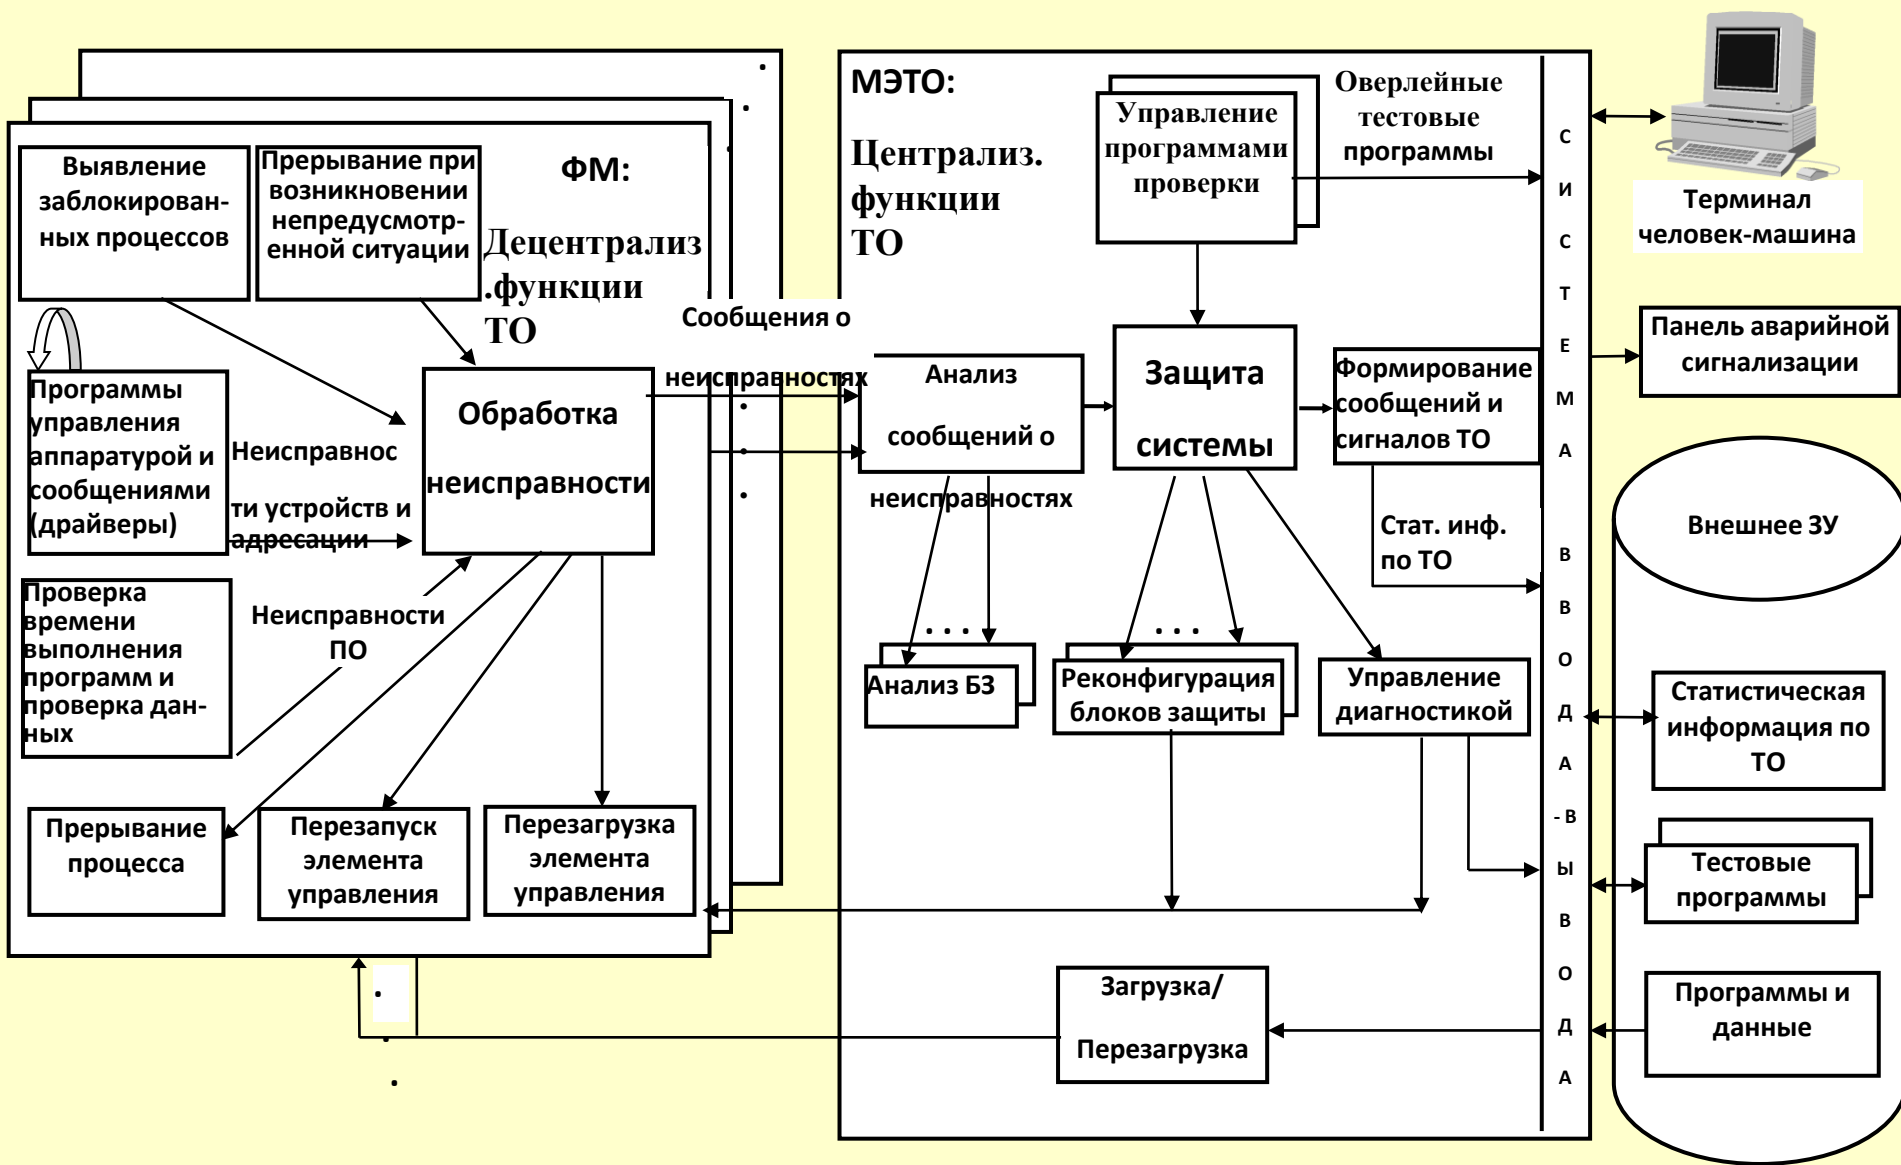 Выявление
заблокирован-
ных процессов
Прерывание при
возникновении
непредусмотр-
енной ситуации
ФМ:
Децентрализ
.функции
ТО
Программы
управления
аппаратурой и
сообщениями
(драйверы)
Неисправнос
ти устройств и
адресации
Обработка
неисправности
Проверка
времени
выполнения
программ и
проверка дан-
ных
Неисправности
ПО
Прерывание
процесса
Перезапуск
элемента
управления
Перезагрузка
элемента
управления
Сообщения о
неисправностях
МЭТО:
Централиз.
функции
ТО
Управление
программами
проверки
Оверлейные
тестовые
программы
Анализ
сообщений о
неисправностях
Защита
системы
Формирование
сообщений и
сигналов ТО
Стат. инф.
по ТО
. . .
Анализ БЗ
. . .
Реконфигурация
блоков защиты
Управление
диагностикой
Загрузка/
Перезагрузка
С
И
С
Т
Е
М
А
В
В
О
Д
А
- В
Ы
В
О
Д
А
Терминал
человек-машина
Панель аварийной
сигнализации
Внешнее ЗУ
Статистическая
информация по
ТО
Тестовые
программы
Программы и
данные